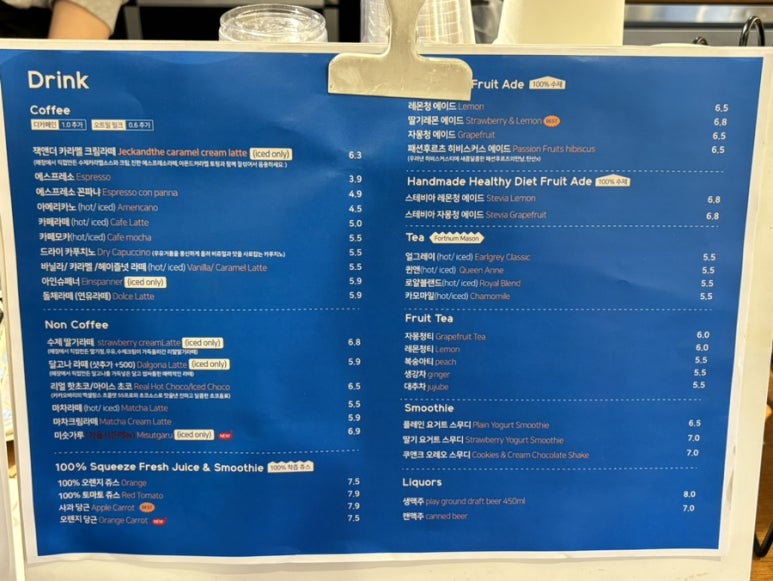 Drink
Coffee
디카페인 1.0 추가 오트밀 밀크 0.6 추가
잭앤더 카라멜 크림라떼 Jeckandthe caramel cream latte (iced only) 6.3
에스프레소 Espresso 3.9
에스프레소 꼰파냐 Espresso con panna 4.9
아메리카노 (hot/ iced) Americano 4.5
카페라떼 (hot/ iced) Cafe Latte 5.0
카페모카(hot/iced) Cafe mocha 5.5
드라이 카푸치노 Dry Capuccino 5.5
바닐라/ 카라멜 /헤이즐넛 라떼 (hot/ iced) Vanilla/ Caramel Latte 5.5
아인슈페너 Einspanner (iced only) 5.9
돌체라떼 (연유라떼) Dolce Latte 5.9
Non Coffee
수제 딸기라떼 strawberry creamLatte (iced only) 6.8
달고나 라떼 (샷추가 +500) Dalgona Latte (iced only) 5.9
리얼 핫초코/아이스 초코 Real Hot Choco/Iced Choco 6.5
마차라떼 (hot/ iced) Matcha Latte 5.5
마차크림라떼 Matcha Cream Latte 5.9
미숫가루 Misutgaru (iced only) NEW 6.9
100% Squeeze Fresh Juice & Smoothie 100% 착즙 쥬스
100% 오렌지 쥬스 Orange 7.5
100% 토마토 쥬스 Red Tomato 7.9
사과 당근 Apple Carrot BEST 7.9
오렌지 당근 Orange Carrot NEW 7.5
Fruit Ade 100% 수제
레몬청 에이드 Lemon 6.5
딸기레몬 에이드 Strawberry & Lemon BEST 6.8
자몽청 에이드 Grapefruit 6.5
패션후르츠 히비스커스 에이드 Passion Fruits hibiscus 6.5
Handmade Healthy Diet Fruit Ade 100% 수제
스테비아 레몬청 에이드 Stevia Lemon 6.8
스테비아 자몽청 에이드 Stevia Grapefruit 6.8
Tea Fortnum Mason
얼그레이 (hot/ iced) Earlgrey Classic 5.5
퀸앤(hot/ iced) Queen Anne 5.5
로얄블랜드(hot/ iced) Royal Blend 5.5
카모마일(hot/iced) Chamomile 5.5
Fruit Tea
자몽청티 Grapefruit Tea 6.0
레몬청티 Lemon 6.0
복숭아티 peach 5.5
생강차 ginger 5.5
대추차 jujube 5.5
Smoothie
플레인 요거트 스무디 Plain Yogurt Smoothie 6.5
딸기 요거트 스무디 Strawberry Yogurt Smoothie 7.0
쿠앤크 오레오 스무디 Cookies & Cream Chocolate Shake 7.0
Liquors
생맥주 play ground draft beer 450ml 8.0
캔맥주 canned beer 7.0